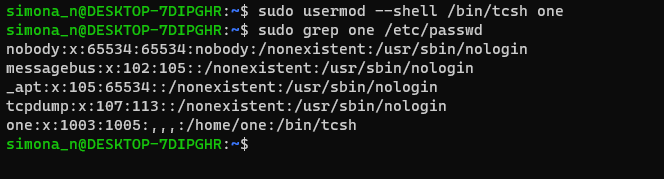 simona_n@DESKTOP-7DIPGHR:~$ sudo usermod --shell /bin/tcsh one
simona_n@DESKTOP-7DIPGHR:~$ sudo grep one /etc/passwd
nobody:x:65534:65534:nobody:/nonexistent:/usr/sbin/nologin
messagebus:x:102:105::/nonexistent:/usr/sbin/nologin
_apt:x:105:65534::/nonexistent:/usr/sbin/nologin
tcpdump:x:107:113::/nonexistent:/usr/sbin/nologin
one:x:1003:1005:,,,:/home/one:/bin/tcsh
simona_n@DESKTOP-7DIPGHR:~$